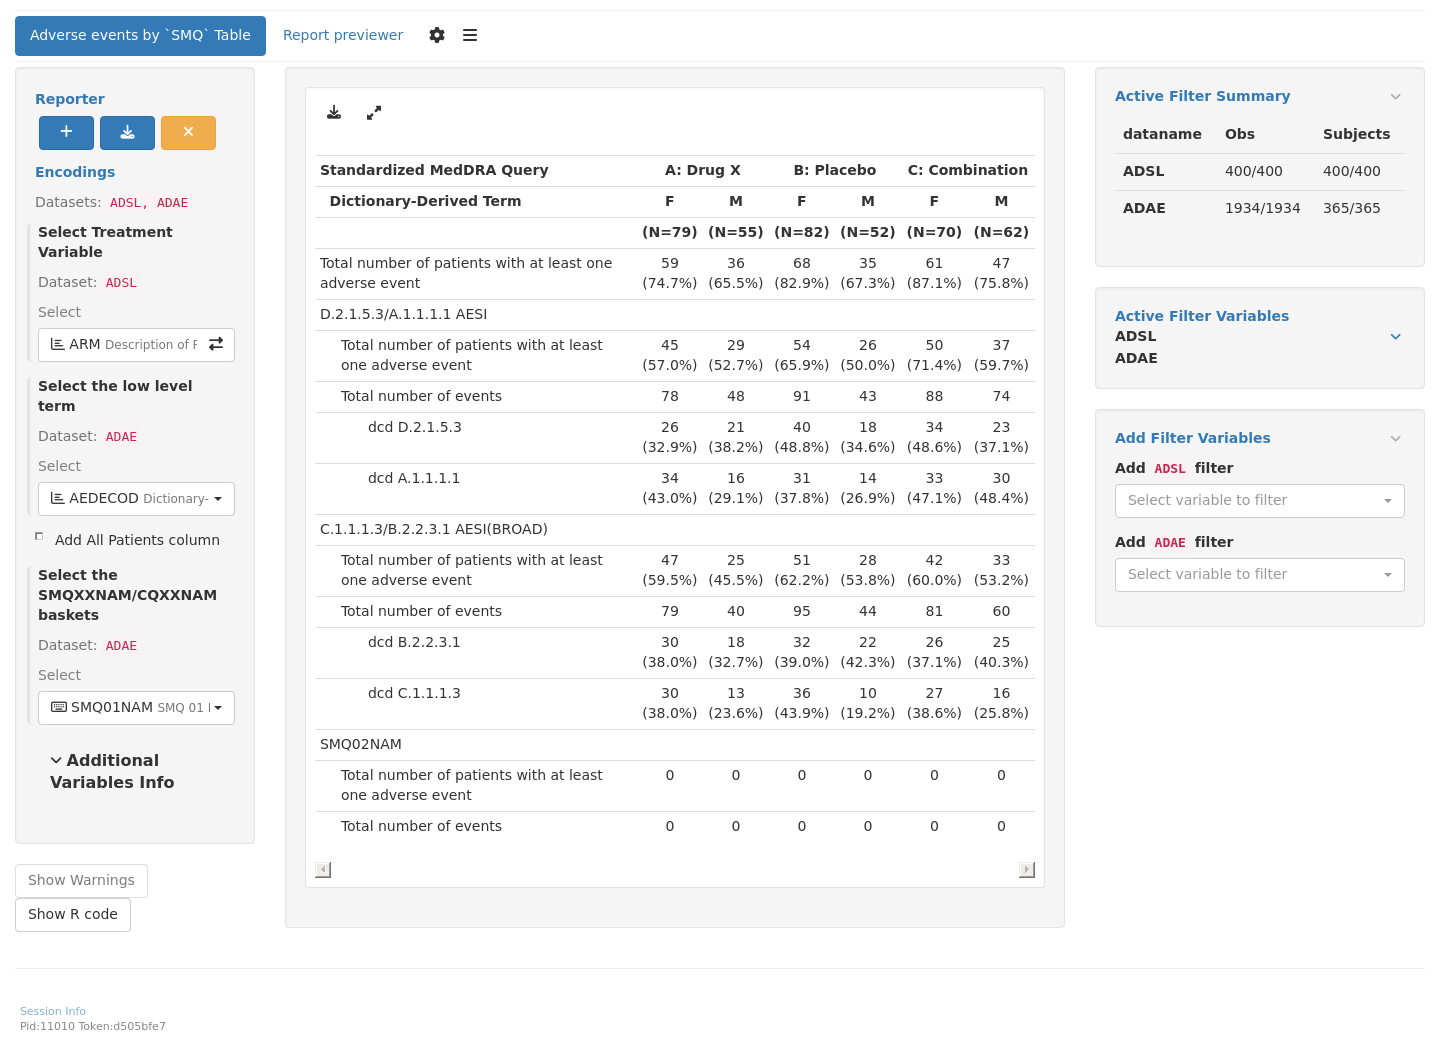 Adverse events by `SMQ` Table
Report previewer
Reporter
Encodings
Datasets: ADSL, ADAE
Select Treatment
Variable
Dataset: ADSL
Select
ARM Description of
Select the low level
term
Dataset: ADAE
Select
AEDECOD Dictionary-
Add All Patients column
Select the
SMQXXNAM/CQXXNAM
baskets
Dataset: ADAE
Select
SMQ01NAM SMQ 01
Additional
Variables Info
Show Warnings
Show R code
Standardized MedDRA Query A: Drug X B: Placebo C: Combination
Dictionary-Derived Term F M F M F M
(N=79) (N=55) (N=82) (N=52) (N=70) (N=62)
Total number of patients with at least one 59 36 68 35 61 47
adverse event (74.7%) (65.5%) (82.9%) (67.3%) (87.1%) (75.8%)
D.2.1.5.3/A.1.1.1.1 AESI
Total number of patients with at least 45 29 54 26 50 37
one adverse event (57.0%) (52.7%) (65.9%) (50.0%) (71.4%) (59.7%)
Total number of events 78 48 91 43 88 74
dcd D.2.1.5.3 26 21 40 18 34 23
(32.9%) (38.2%) (48.8%) (34.6%) (48.6%) (37.1%)
dcd A.1.1.1.1 34 16 31 14 33 30
(43.0%) (29.1%) (37.8%) (26.9%) (47.1%) (48.4%)
C.1.1.1.3/B.2.2.3.1 AESI(BROAD)
Total number of patients with at least 47 25 51 28 42 33
one adverse event (59.5%) (45.5%) (62.2%) (53.8%) (60.0%) (53.2%)
Total number of events 79 40 95 44 81 60
dcd B.2.2.3.1 30 18 32 22 26 25
(38.0%) (32.7%) (39.0%) (42.3%) (37.1%) (40.3%)
dcd C.1.1.1.3 30 13 36 10 27 16
(38.0%) (23.6%) (43.9%) (19.2%) (38.6%) (25.8%)
SMQ02NAM
Total number of patients with at least 0 0 0 0 0 0
one adverse event
Total number of events 0 0 0 0 0 0
Active Filter Summary
dataname Obs Subjects
ADSL 400/400 400/400
ADAE 1934/1934 365/365
Active Filter Variables
ADSL
ADAE
Add Filter Variables
Add ADSL filter
Select variable to filter
Add ADAE filter
Select variable to filter
Session Info
Pid:11010 Token:d505bfe7